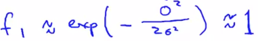 f₁ ≈ exp(- 0²/2σ²) ≈ 1